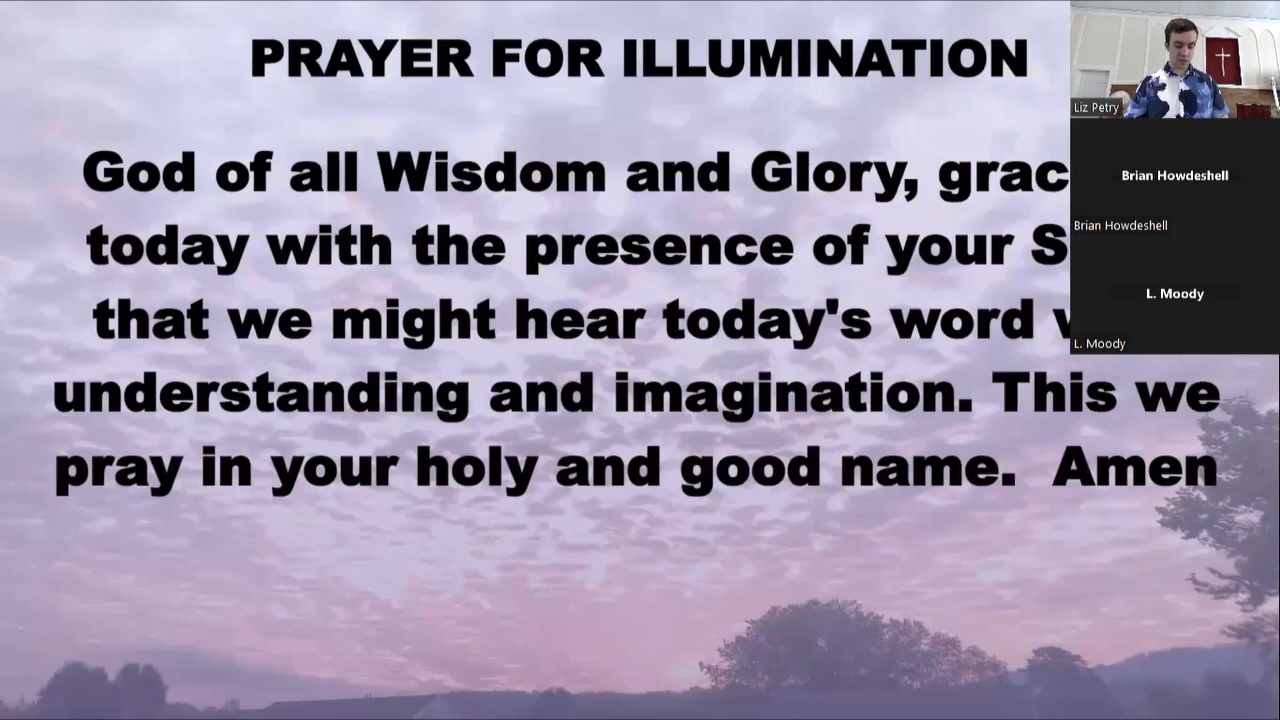 PRAYER FOR ILLUMINATION
God of all Wisdom and Glory, grac
today with the presence of your S
that we might hear today's word
understanding and imagination. This we
pray in your holy and good name. Amen
Liz Petry
Brian Howdeshell
Brian Howdeshell
L. Moody
L. Moody